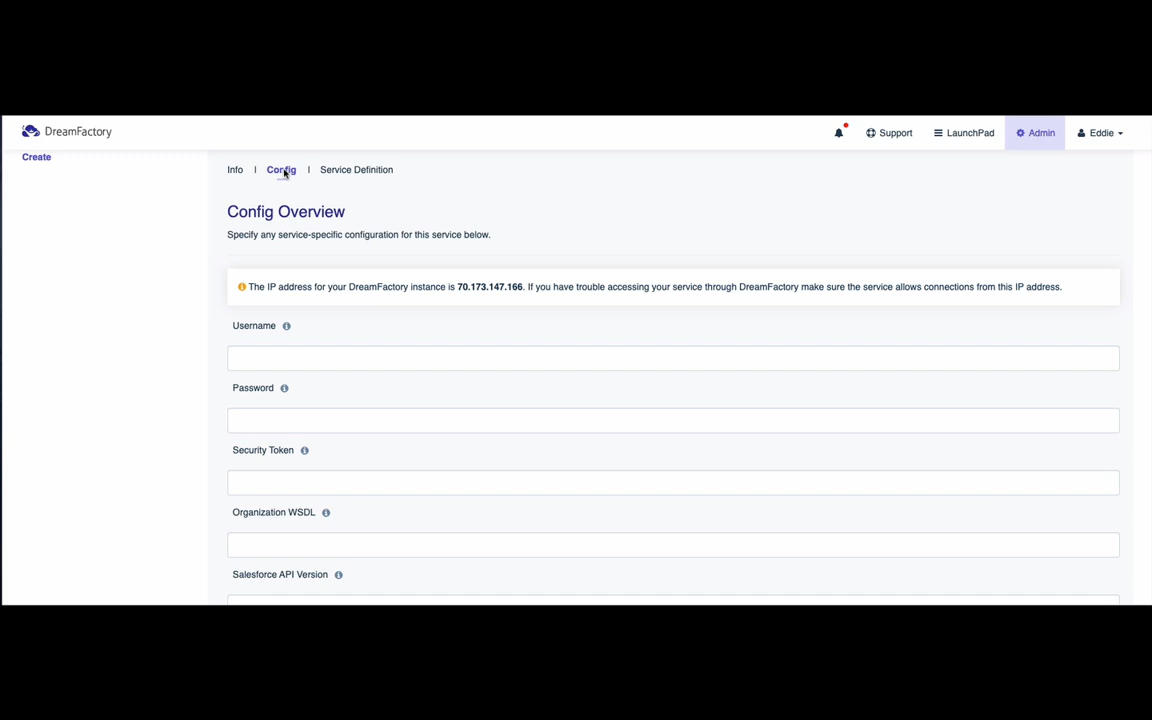 DreamFactory
Support
LaunchPad
Admin
Eddie
Create
Info | Config | Service Definition
Config Overview
Specify any service-specific configuration for this service below.
The IP address for your DreamFactory instance is 70.173.147.166. If you have trouble accessing your service through DreamFactory make sure the service allows connections from this IP address.
Username
Password
Security Token
Organization WSDL
Salesforce API Version